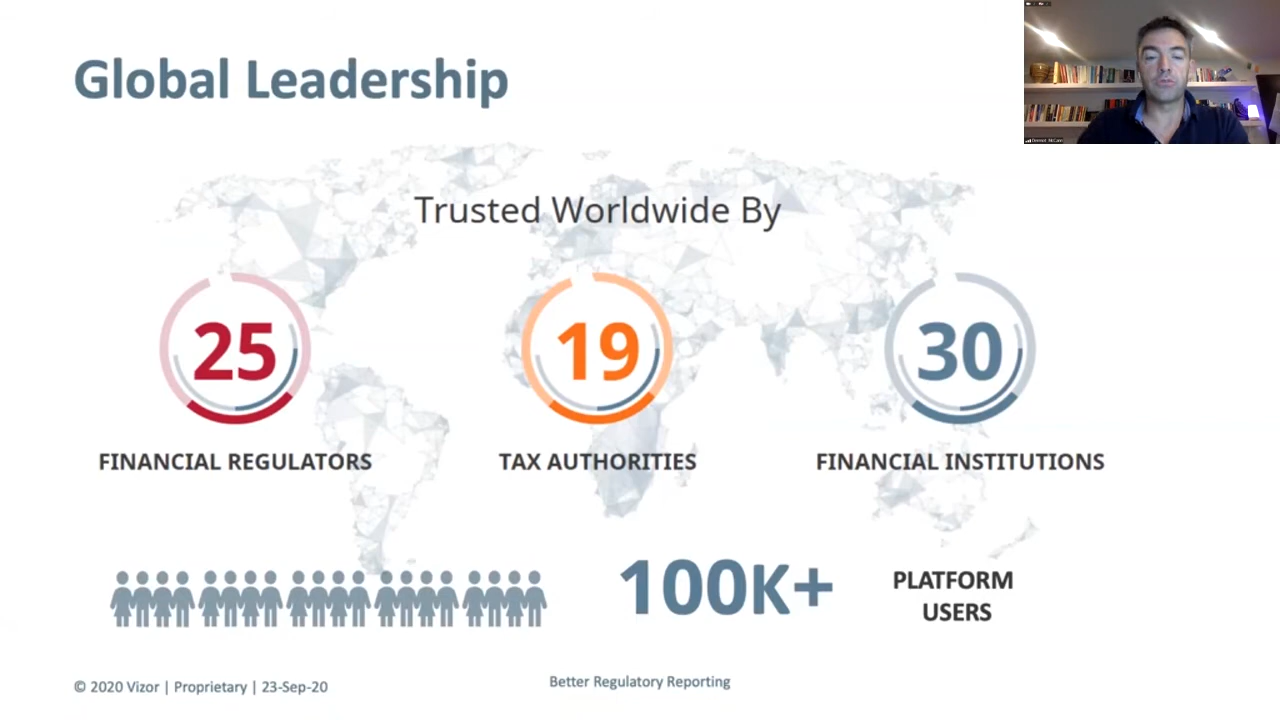 Global Leadership
Trusted Worldwide By
25
19
30
FINANCIAL REGULATORS
TAX AUTHORITIES
FINANCIAL INSTITUTIONS
100K+
PLATFORM
USERS
© 2020 Vizor | Proprietary | 23-Sep-20
Better Regulatory Reporting